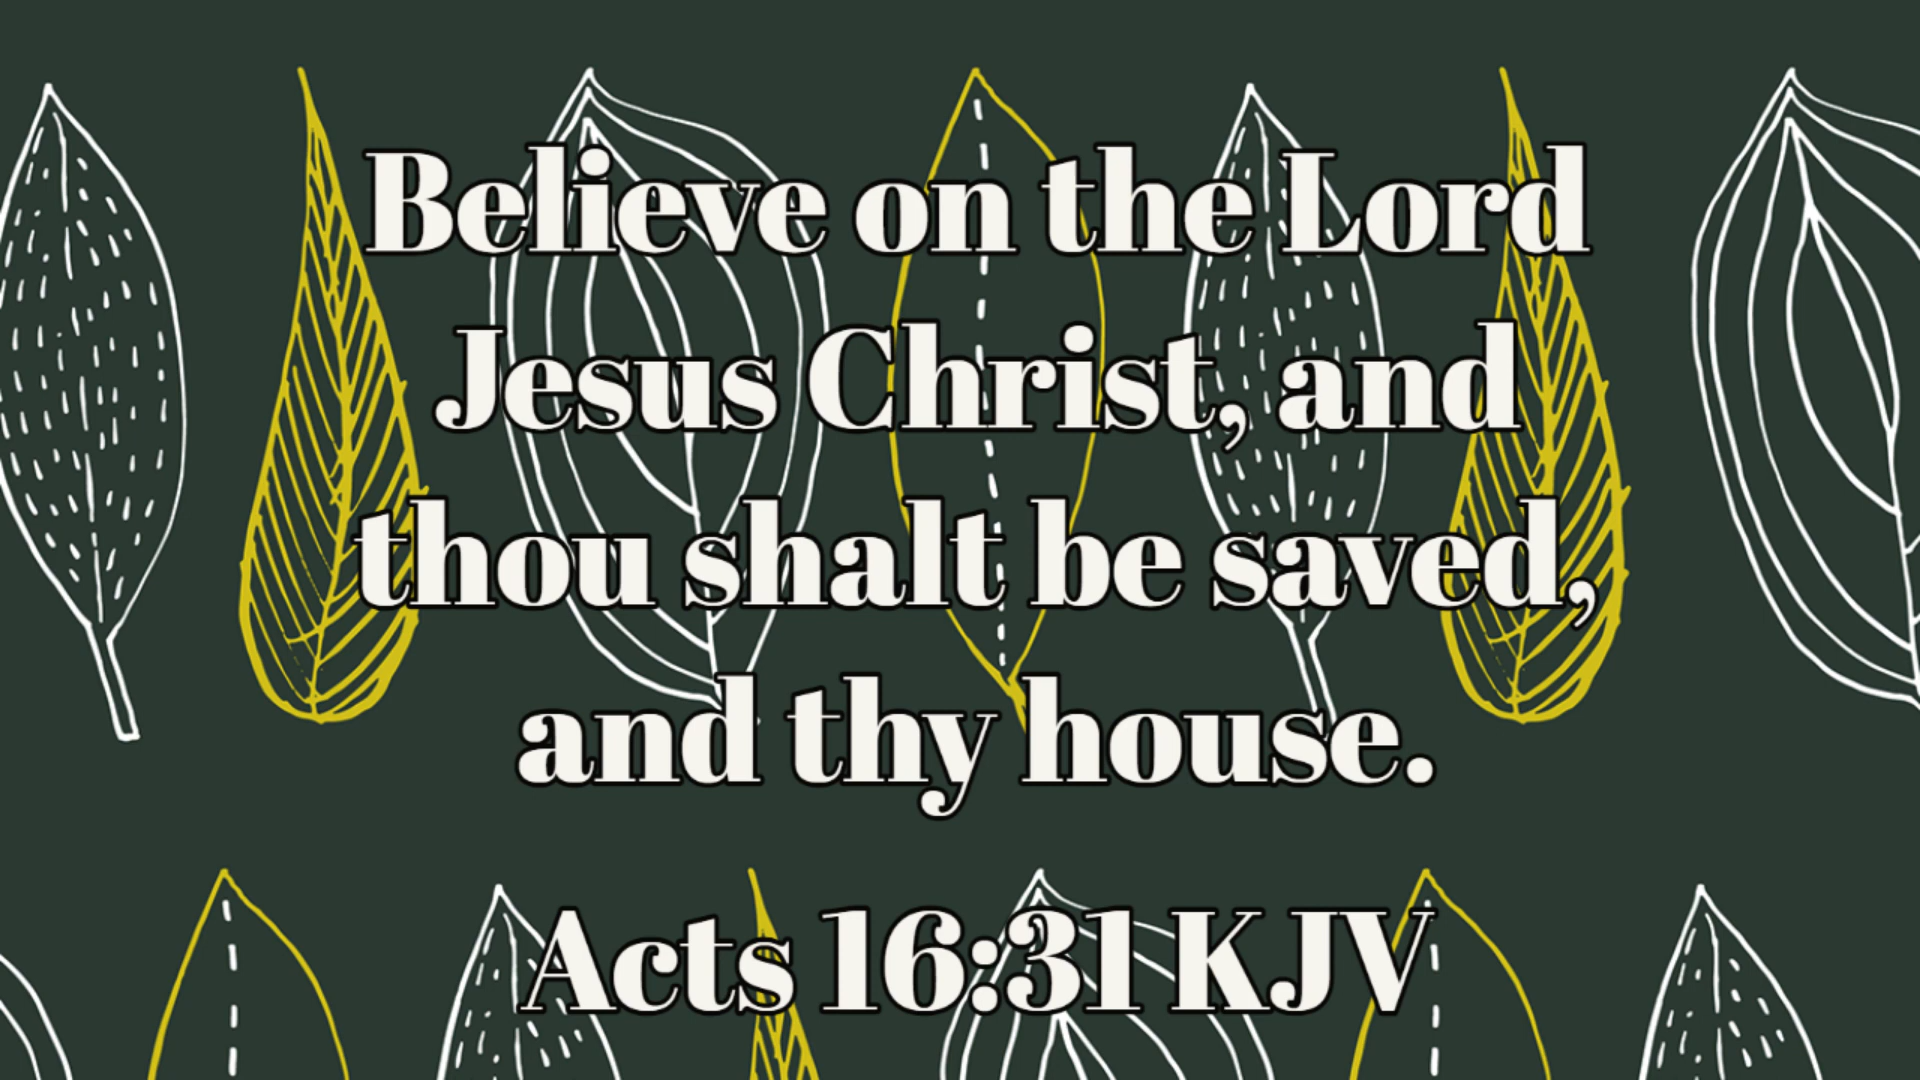 Believe on the Lord
Jesus Christ, and
thou shalt be saved,
and thy house.
Acts 16:31 KJV